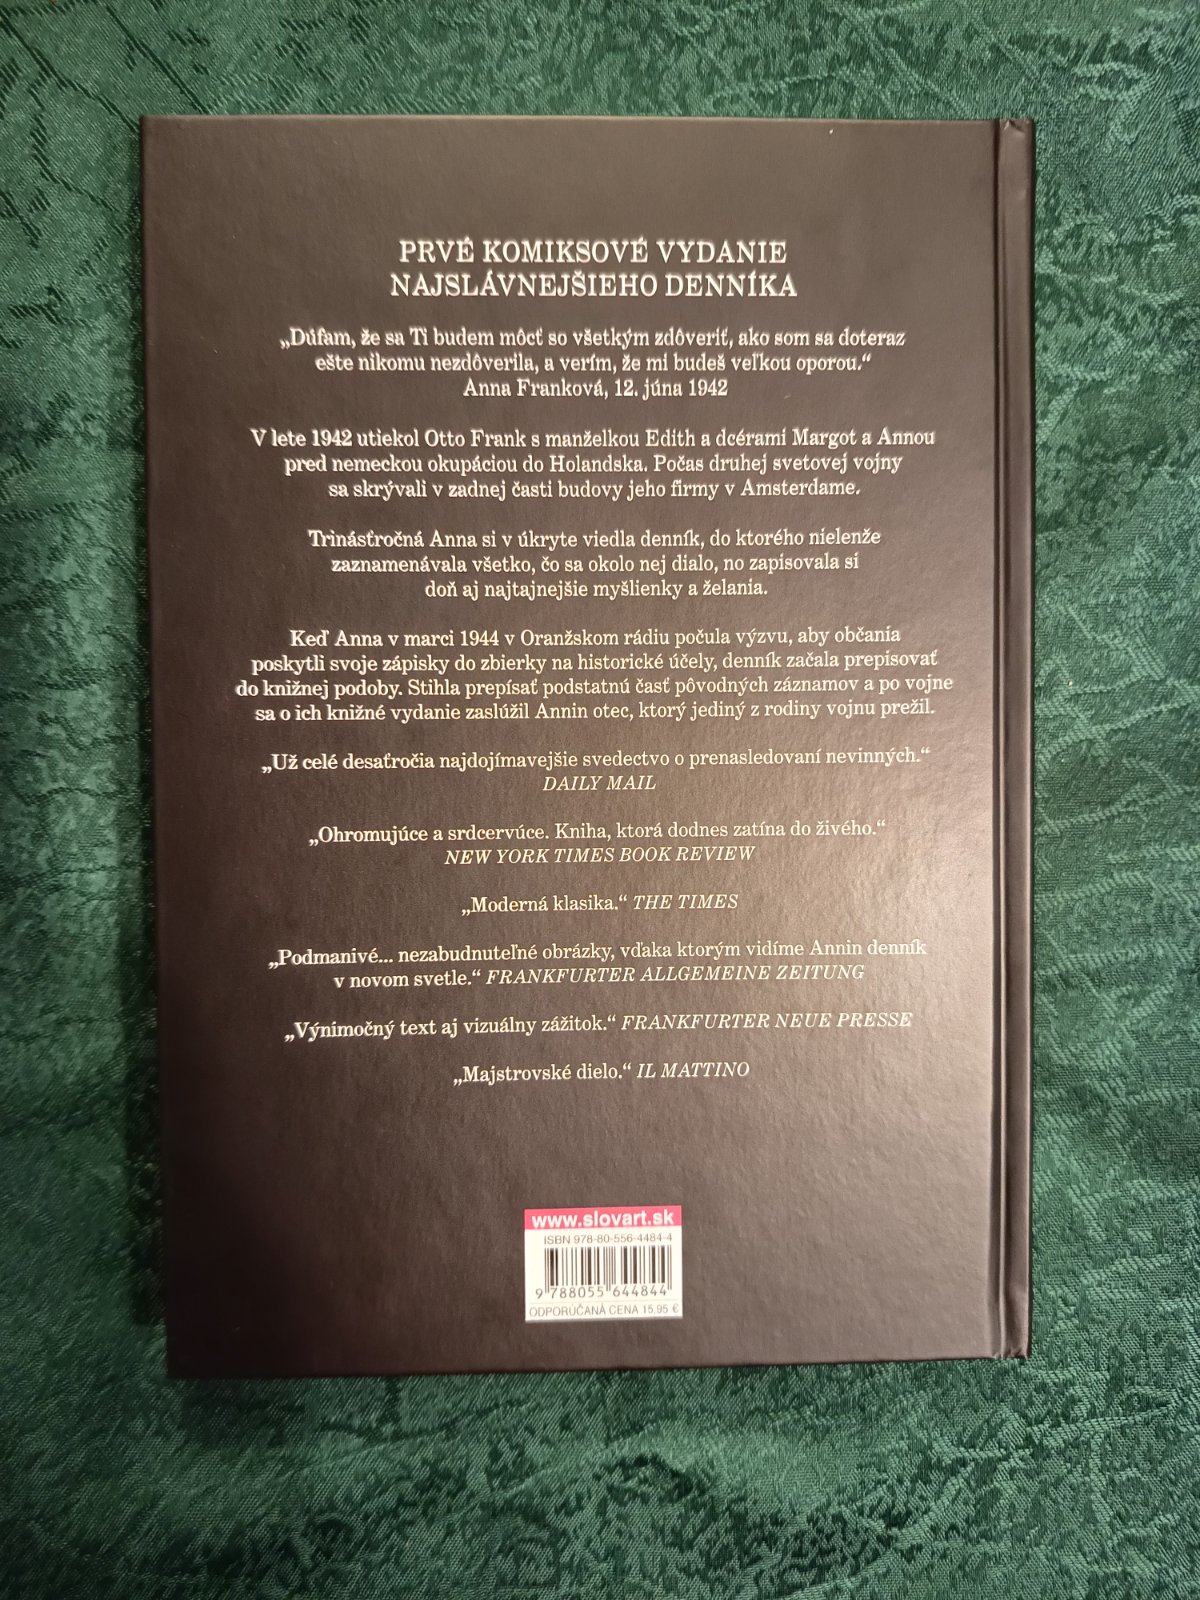 PRVÉ KOMIKSOVÉ VYDANIE
NAJSLÁVNEJŠIEHO DENNÍKA
„Dúfam, že sa Ti budem môcť so všetkým zdôveriť, ako som sa doteraz
ešte nikomu nezdôverila, a verím, že mi budeš veľkou oporou.“
Anna Franková, 12. júna 1942
V lete 1942 utiekol Otto Frank s manželkou Edith a dcérami Margot a Annou
pred nemeckou okupáciou do Holandska. Počas druhej svetovej vojny
sa skrývali v zadnej časti budovy jeho firmy v Amsterdame.
Trinásťročná Anna si v úkryte viedla denník, do ktorého nielenže
zaznamenávala všetko, čo sa okolo nej dialo, no zapisovala si
doň aj najtajnejšie myšlienky a želania.
Keď Anna v marci 1944 v Oranžskom rádiu počula výzvu, aby občania
poskytli svoje zápisky do zbierky na historické účely, denník začala prepisovať
do knižnej podoby. Stihla prepísať podstatnú časť pôvodných záznamov a po vojne
sa o ich knižné vydanie zaslúžil Annin otec, ktorý jediný z rodiny vojnu prežil.
„Už celé desaťročia najdojímavejšie svedectvo o prenasledovaní nevinných.“
DAILY MAIL
„Ohromujúce a srdcervúce. Kniha, ktorá dodnes zatína do živého.“
NEW YORK TIMES BOOK REVIEW
„Moderná klasika.“ THE TIMES
„Podmanivé... nezabudnuteľné obrázky, vďaka ktorým vidíme Annin denník
v novom svetle.“ FRANKFURTER ALLGEMEINE ZEITUNG
„Výnimočný text aj vizuálny zážitok.“ FRANKFURTER NEUE PRESSE
„Majstrovské dielo.“ IL MATTINO
www.slovart.sk
ISBN 978-80-556-4484-4
9 788055 644844
ODPORÚČANÁ CENA 15,95 €